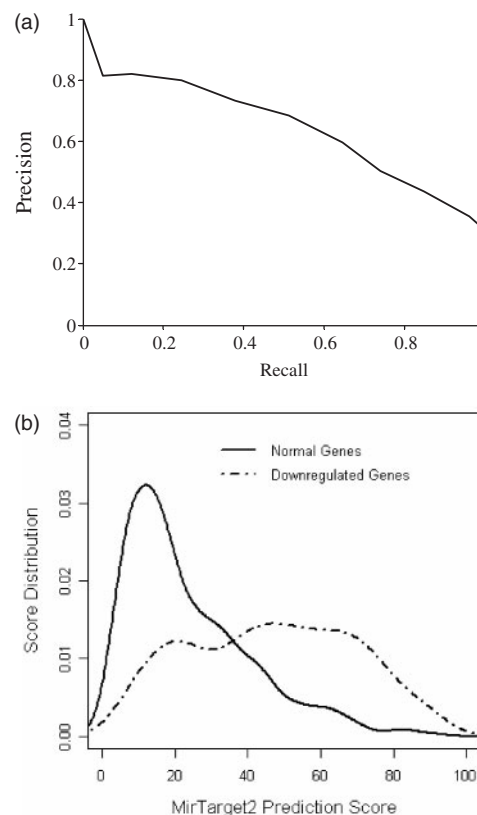 (a)
1
0.8
0.6
0.4
0.2
0
Precision
0 0.2 0.4 0.6 0.8
Recall
(b)
0.04
0.03
0.02
0.01
0.00
Score Distribution
Normal Genes
Downregulated Genes
0 20 40 60 80 100
MirTarget2 Prediction Score